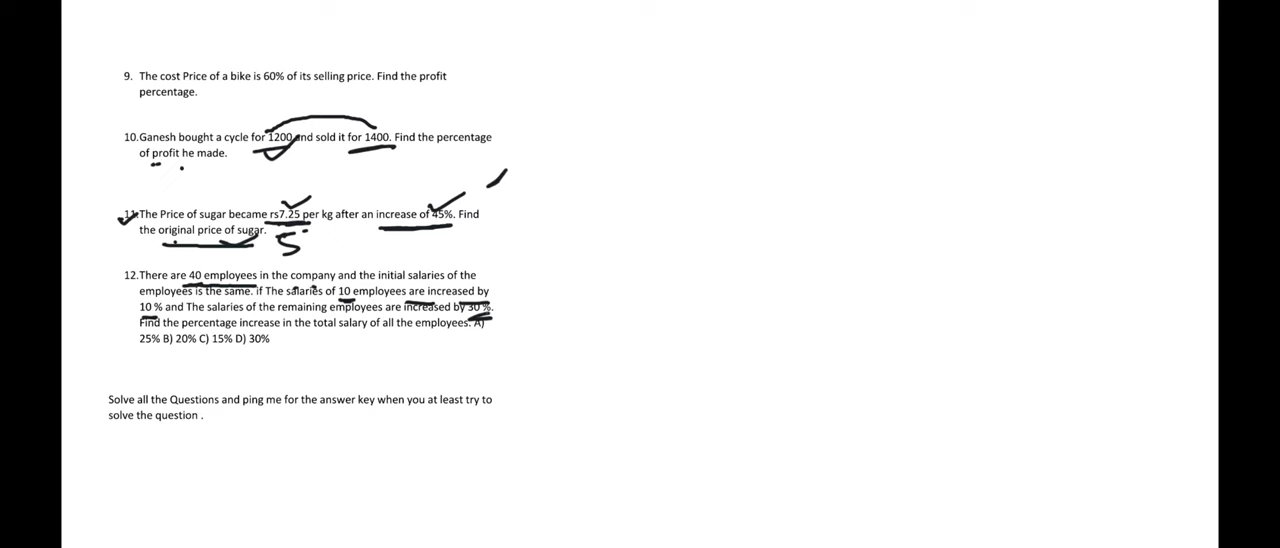 9. The cost Price of a bike is 60% of its selling price. Find the profit
percentage.
10.Ganesh bought a cycle for 1200 and sold it for 1400. Find the percentage
of profit he made.
11.The Price of sugar became rs7.25 per kg after an increase of 45%. Find
the original price of sugar.
5
12.There are 40 employees in the company and the initial salaries of the
employees is the same. if The salaries of 10 employees are increased by
10 % and The salaries of the remaining employees are increased by 30 %.
Find the percentage increase in the total salary of all the employees. A)
25% B) 20% C) 15% D) 30%
Solve all the Questions and ping me for the answer key when you at least try to
solve the question .